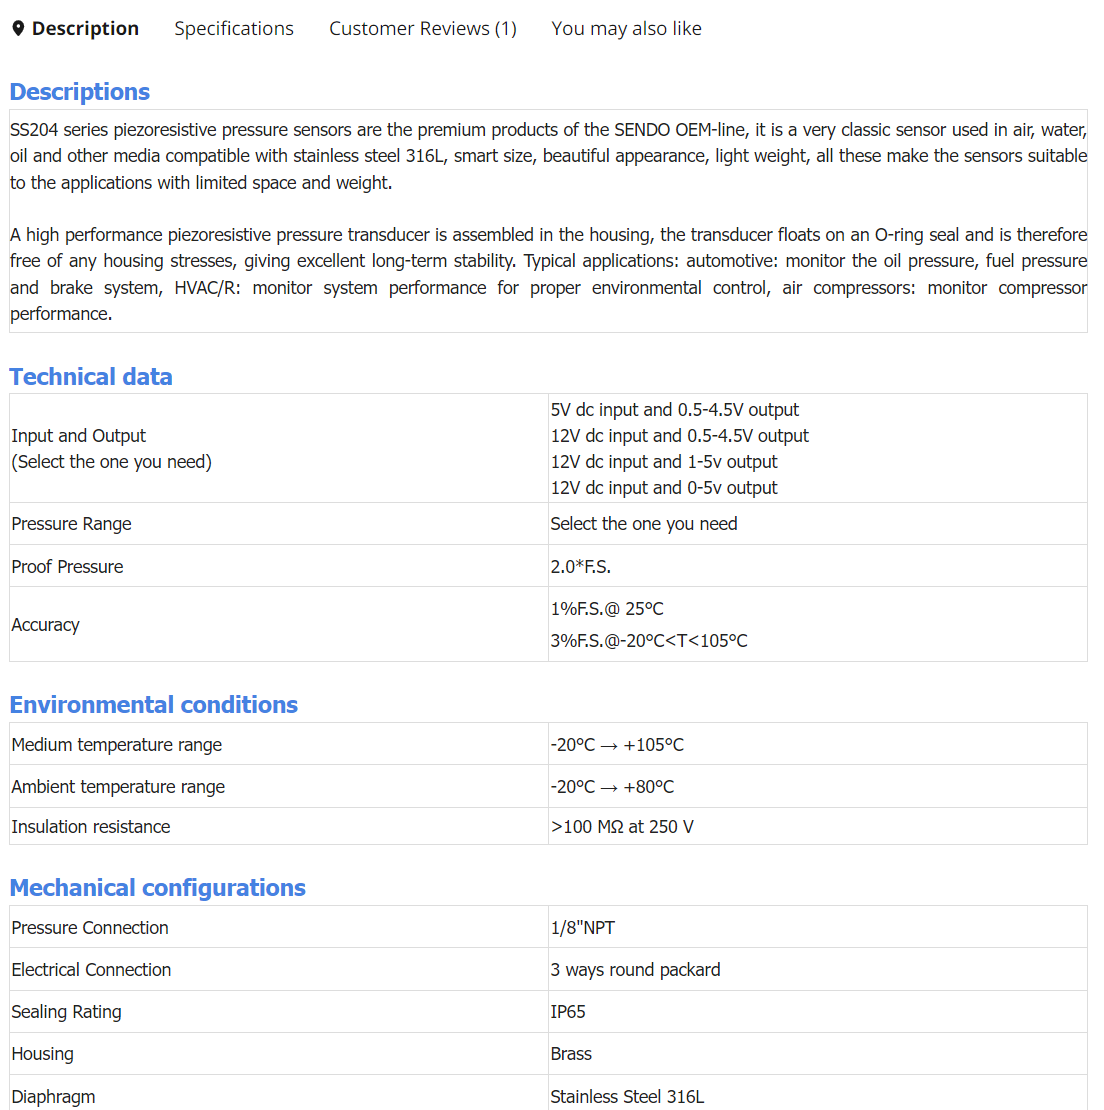 Description Specifications Customer Reviews (1) You may also like
Descriptions
SS204 series piezoresistive pressure sensors are the premium products of the SENDO OEM-line, it is a very classic sensor used in air, water,
oil and other media compatible with stainless steel 316L, smart size, beautiful appearance, light weight, all these make the sensors suitable
to the applications with limited space and weight.
A high performance piezoresistive pressure transducer is assembled in the housing, the transducer floats on an O-ring seal and is therefore
free of any housing stresses, giving excellent long-term stability. Typical applications: automotive: monitor the oil pressure, fuel pressure
and brake system, HVAC/R: monitor system performance for proper environmental control, air compressors: monitor compressor
performance.
Technical data
Input and Output
(Select the one you need)
5V dc input and 0.5-4.5V output
12V dc input and 0.5-4.5V output
12V dc input and 1-5v output
12V dc input and 0-5v output
Pressure Range Select the one you need
Proof Pressure 2.0*F.S.
Accuracy
1%F.S.@ 25ºC
3%F.S.@-20ºC<T<105ºC
Environmental conditions
Medium temperature range -20ºC → +105ºC
Ambient temperature range -20ºC → +80ºC
Insulation resistance >100 MΩ at 250 V
Mechanical configurations
Pressure Connection 1/8"NPT
Electrical Connection 3 ways round packard
Sealing Rating IP65
Housing Brass
Diaphragm Stainless Steel 316L